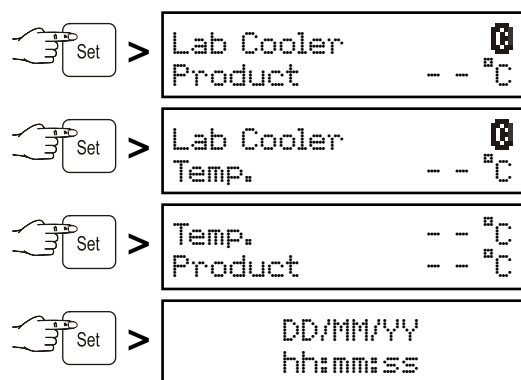 Set > Lab Cooler
Product - - °C
Set > Lab Cooler
Temp. - - °C
Set > Temp. - - °C
Product - - °C
Set > DD/MM/YY
hh:mm:ss